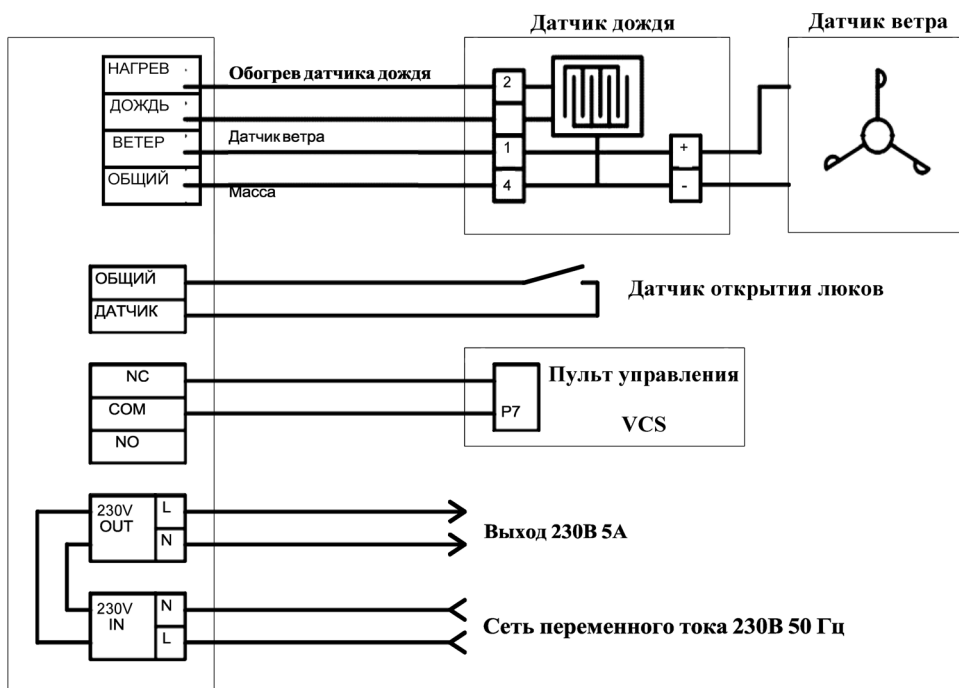 Датчик дождя
Датчик ветра
НАГРЕВ
Обогрев датчика дождя
2
ДОЖДЬ
ВЕТЕР
Датчик ветра
1
+
ОБЩИЙ
Масса
4
-
ОБЩИЙ
ДАТЧИК
Датчик открытия люков
NC
COM
NO
P7
Пульт управления
VCS
230V
OUT
L
N
Выход 230В 5А
230V
IN
N
L
Сеть переменного тока 230В 50 Гц